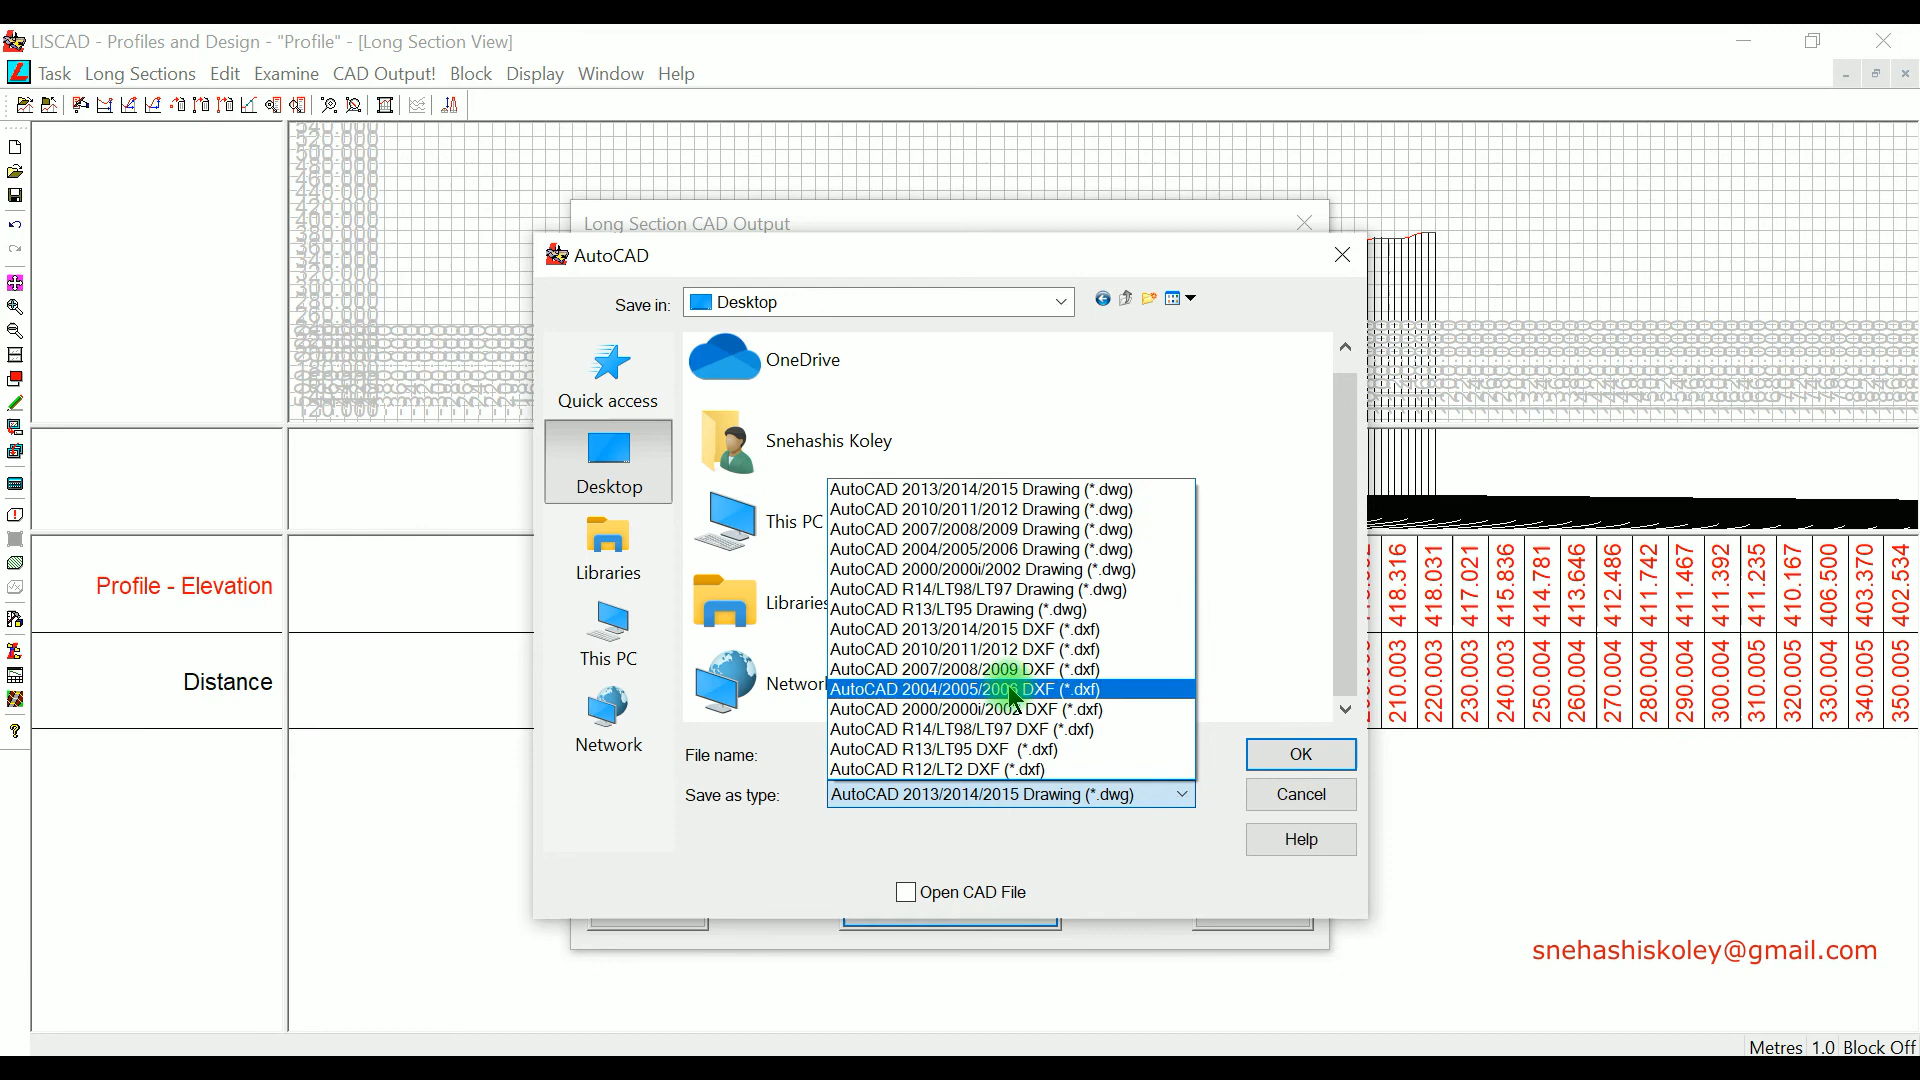 LISCAD - Profiles and Design - "Profile" - [Long Section View]
Task Long Sections Edit Examine CAD Output! Block Display Window Help
Long Section CAD Output
AutoCAD
Save in: Desktop
OneDrive
Quick access
Snehashis Koley
Desktop
This PC
Libraries
Libraries
This PC
Network
AutoCAD 2013/2014/2015 Drawing (*.dwg)
AutoCAD 2010/2011/2012 Drawing (*.dwg)
AutoCAD 2007/2008/2009 Drawing (*.dwg)
AutoCAD 2004/2005/2006 Drawing (*.dwg)
AutoCAD 2000/2000i/2002 Drawing (*.dwg)
AutoCAD R14/LT98/LT97 Drawing (*.dwg)
AutoCAD R13/LT95 Drawing (*.dwg)
AutoCAD 2013/2014/2015 DXF (*.dxf)
AutoCAD 2010/2011/2012 DXF (*.dxf)
AutoCAD 2007/2008/2009 DXF (*.dxf)
AutoCAD 2004/2005/2006 DXF (*.dxf)
AutoCAD 2000/2000i/2002 DXF (*.dxf)
AutoCAD R14/LT98/LT97 DXF (*.dxf)
AutoCAD R13/LT95 DXF (*.dxf)
AutoCAD R12/LT2 DXF (*.dxf)
File name:
Save as type: AutoCAD 2013/2014/2015 Drawing (*.dwg)
OK
Cancel
Help
Open CAD File
Profile - Elevation
418.316 418.031 417.021 415.836 414.781 413.646 412.486 411.742 411.467 411.392 411.235 410.167 406.500 403.370 402.534
Distance
210.003 220.003 230.003 240.003 250.004 260.004 270.004 280.004 290.004 300.004 310.005 320.005 330.005 340.005 350.005
snehashiskoley@gmail.com
Metres 1.0 Block Off